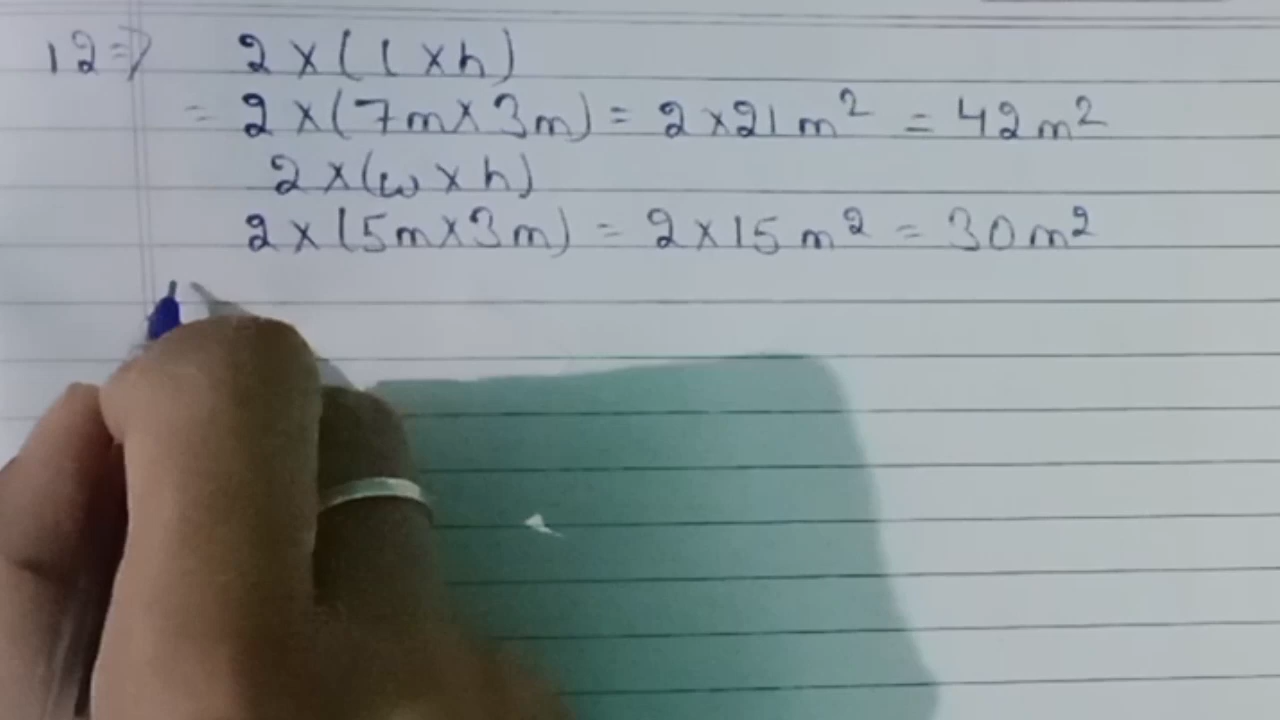 12 => 2 × (l × h)
= 2 × (7m × 3m) = 2 × 21 m² = 42 m²
2 × (w × h)
2 × (5m × 3m) = 2 × 15 m² = 30 m²